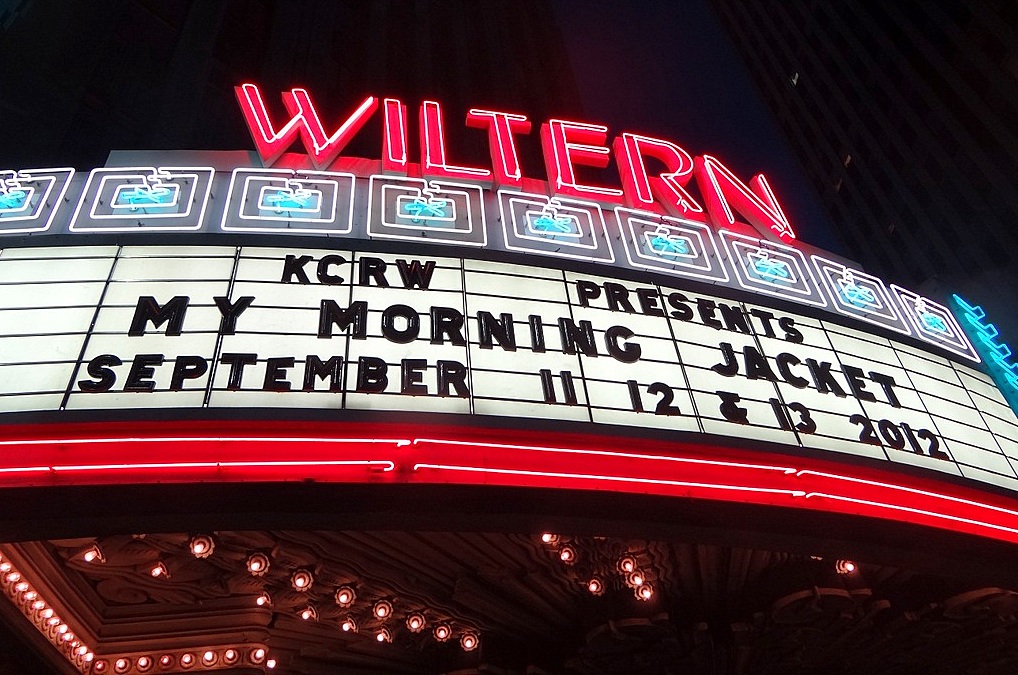 WILTERN
KCRW PRESENTS
MY MORNING JACKET
SEPTEMBER 11 12 & 13 2012